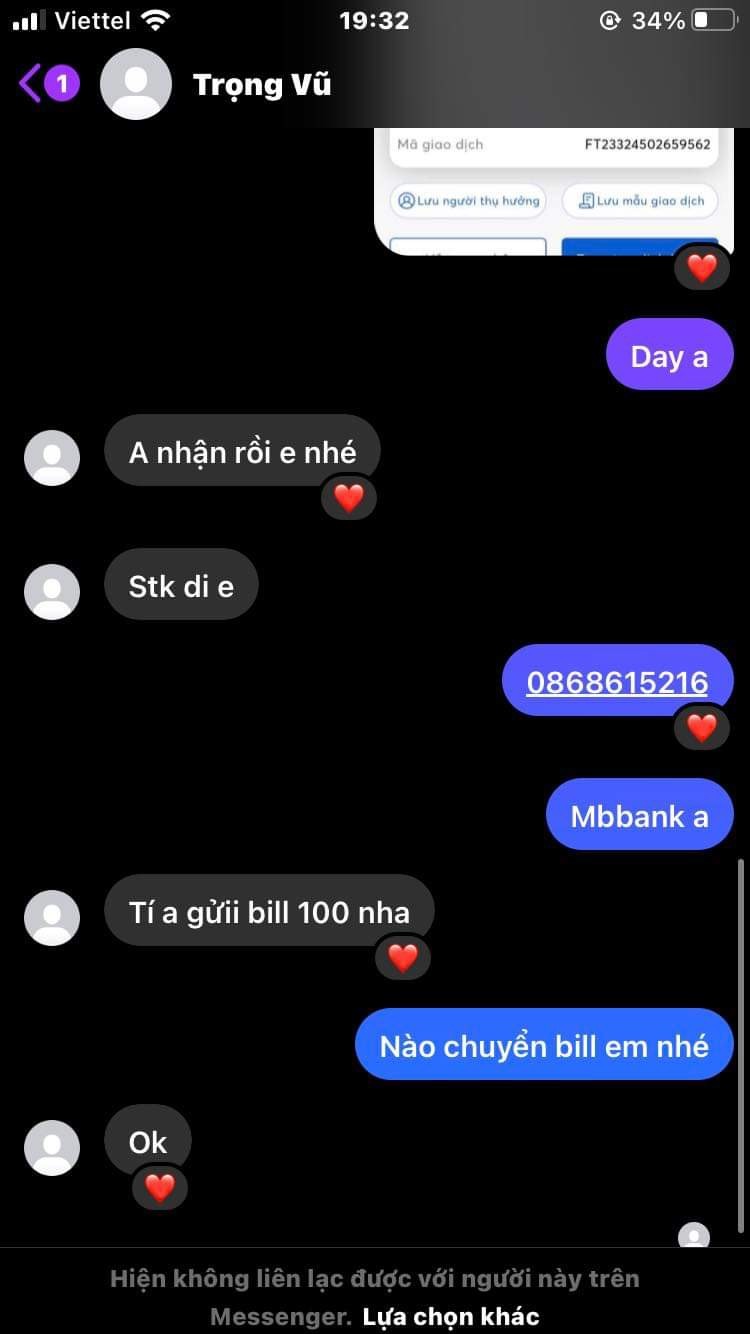 Viettel 19:32 34%
1 Trọng Vũ
Mã giao dịch FT23324502659562
Lưu người thụ hưởng Lưu mẫu giao dịch
Day a
A nhận rồi e nhé
Stk di e
0868615216
Mbbank a
Tí a gửii bill 100 nha
Nào chuyển bill em nhé
Ok
Hiện không liên lạc được với người này trên
Messenger. Lựa chọn khác